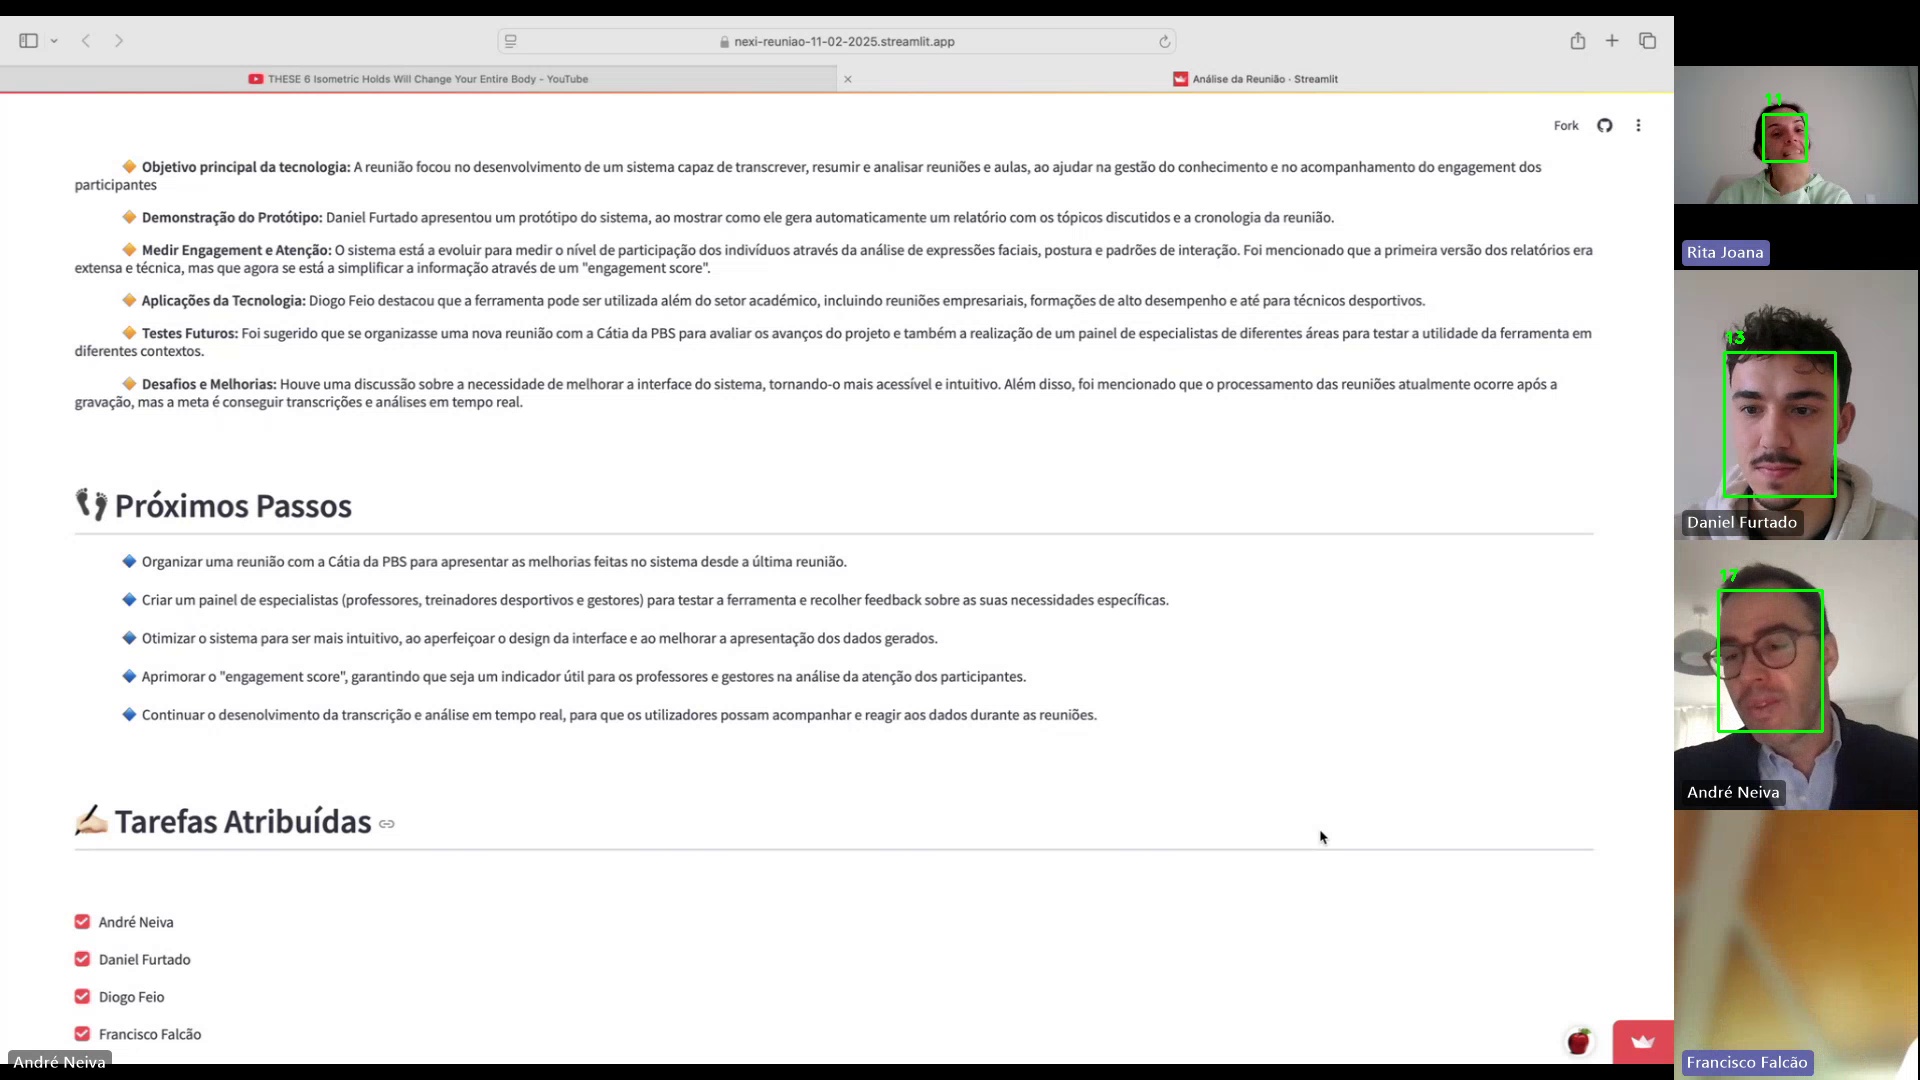 nexi-reuniao-11-02-2025.streamlit.app
THESE 6 Isometric Holds Will Change Your Entire Body - YouTube
Análise da Reunião · Streamlit
Fork
Objetivo principal da tecnologia: A reunião focou no desenvolvimento de um sistema capaz de transcrever, resumir e analisar reuniões e aulas, ao ajudar na gestão do conhecimento e no acompanhamento do engagement dos
participantes
Demonstração do Protótipo: Daniel Furtado apresentou um protótipo do sistema, ao mostrar como ele gera automaticamente um relatório com os tópicos discutidos e a cronologia da reunião.
Medir Engagement e Atenção: O sistema está a evoluir para medir o nível de participação dos indivíduos através da análise de expressões faciais, postura e padrões de interação. Foi mencionado que a primeira versão dos relatórios era
extensa e técnica, mas que agora se está a simplificar a informação através de um "engagement score".
Aplicações da Tecnologia: Diogo Feio destacou que a ferramenta pode ser utilizada além do setor académico, incluindo reuniões empresariais, formações de alto desempenho e até para técnicos desportivos.
Testes Futuros: Foi sugerido que se organizasse uma nova reunião com a Cátia da PBS para avaliar os avanços do projeto e também a realização de um painel de especialistas de diferentes áreas para testar a utilidade da ferramenta em
diferentes contextos.
Desafios e Melhorias: Houve uma discussão sobre a necessidade de melhorar a interface do sistema, tornando-o mais acessível e intuitivo. Além disso, foi mencionado que o processamento das reuniões atualmente ocorre após a
gravação, mas a meta é conseguir transcrições e análises em tempo real.
Próximos Passos
Organizar uma reunião com a Cátia da PBS para apresentar as melhorias feitas no sistema desde a última reunião.
Criar um painel de especialistas (professores, treinadores desportivos e gestores) para testar a ferramenta e recolher feedback sobre as suas necessidades específicas.
Otimizar o sistema para ser mais intuitivo, ao aperfeiçoar o design da interface e ao melhorar a apresentação dos dados gerados.
Aprimorar o "engagement score", garantindo que seja um indicador útil para os professores e gestores na análise da atenção dos participantes.
Continuar o desenolvimento da transcrição e análise em tempo real, para que os utilizadores possam acompanhar e reagir aos dados durante as reuniões.
Tarefas Atribuídas
André Neiva
Daniel Furtado
Diogo Feio
Francisco Falcão
André Neiva
11
Rita Joana
13
Daniel Furtado
17
André Neiva
Francisco Falcão